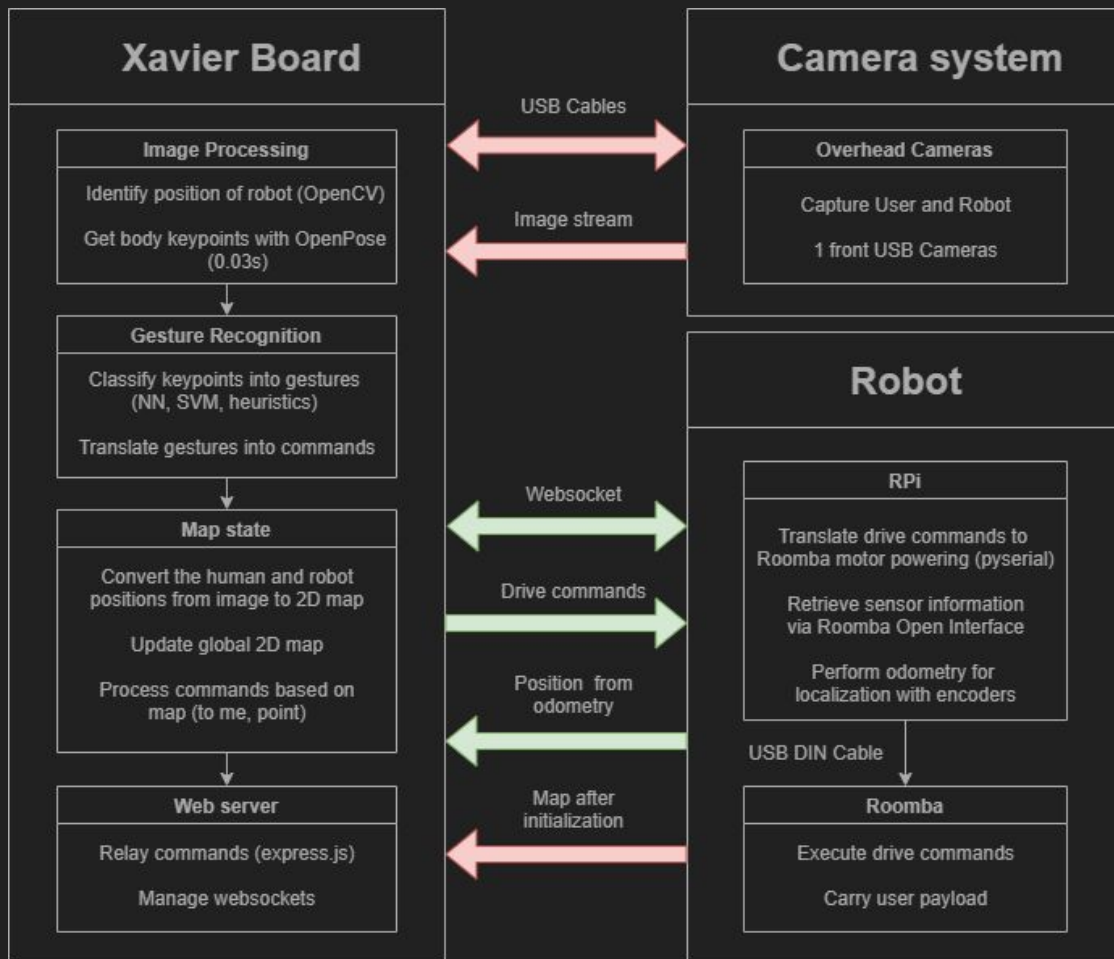 Xavier Board
Image Processing
Identify position of robot (OpenCV)
Get body keypoints with OpenPose
(0.03s)
Gesture Recognition
Classify keypoints into gestures
(NN, SVM, heuristics)
Translate gestures into commands
Map state
Convert the human and robot
positions from image to 2D map
Update global 2D map
Process commands based on
map (to me, point)
Web server
Relay commands (express.js)
Manage websockets
USB Cables
Image stream
Websocket
Drive commands
Position from
odometry
Map after
initialization
Camera system
Overhead Cameras
Capture User and Robot
1 front USB Cameras
Robot
RPi
Translate drive commands to
Roomba motor powering (pyserial)
Retrieve sensor information
via Roomba Open Interface
Perform odometry for
localization with encoders
USB DIN Cable
Roomba
Execute drive commands
Carry user payload